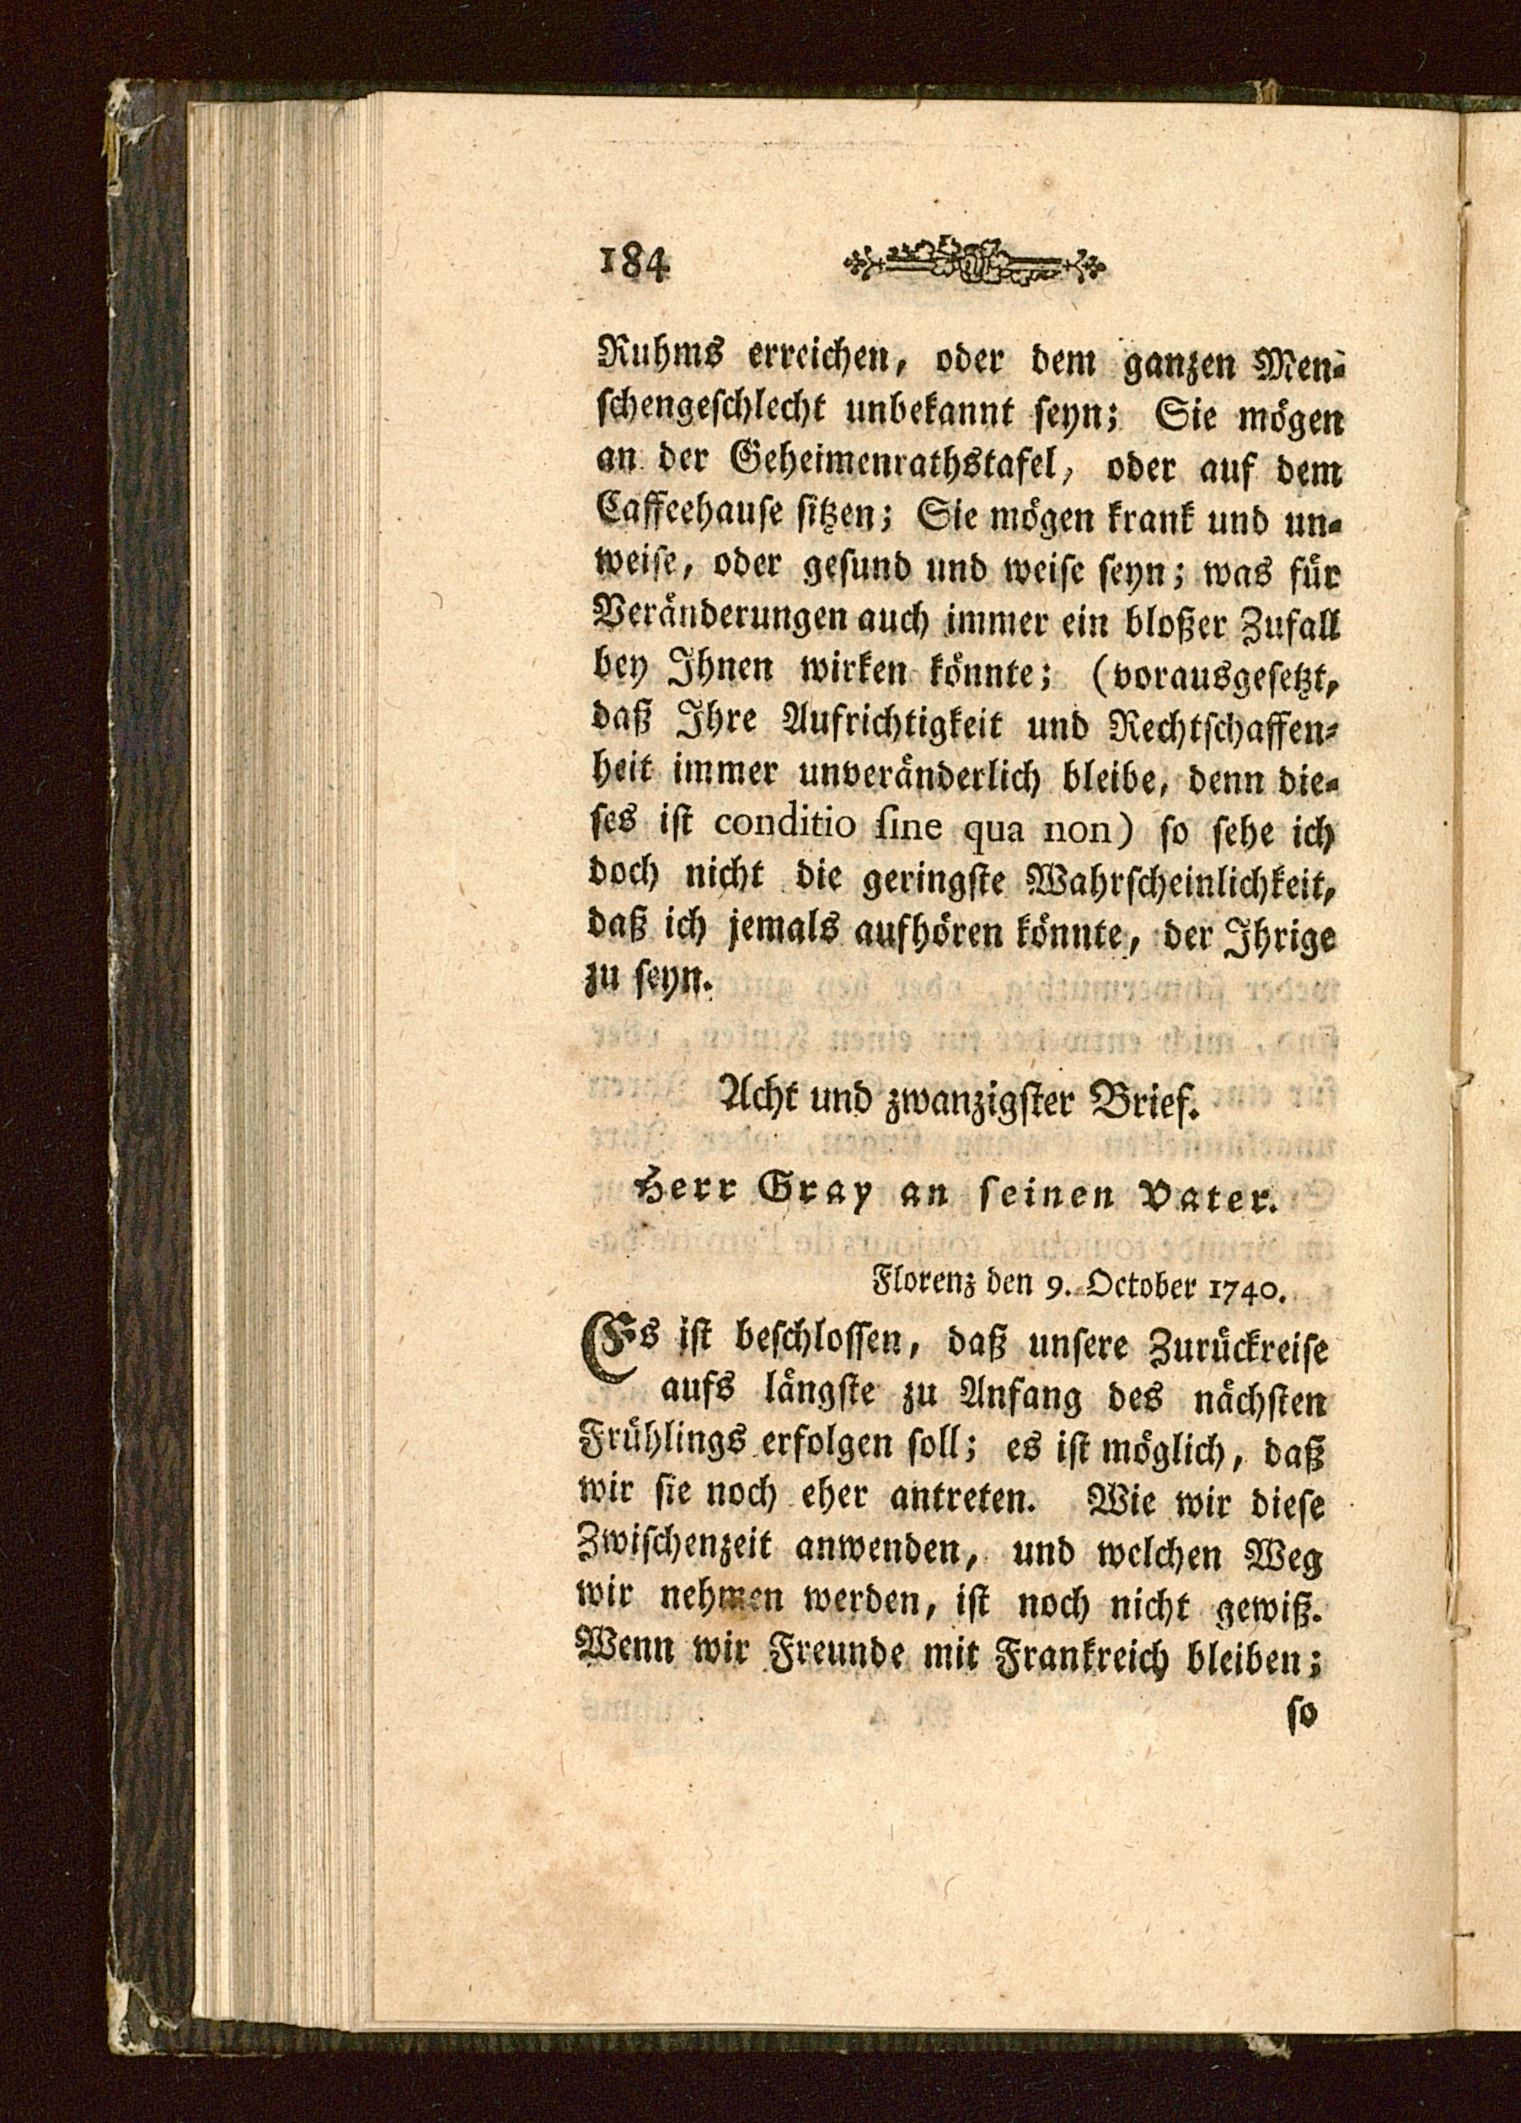 184
Ruhms erreichen, oder dem ganzen Men-
schengeschlecht unbekannt seyn; Sie mögen
an der Geheimenrathstafel, oder auf dem
Caffeehause sitzen; Sie mögen krank und un-
weise, oder gesund und weise seyn; was für
Veränderungen auch immer ein bloßer Zufall
bey Ihnen wirken könnte; (vorausgesetzt,
daß Ihre Aufrichtigkeit und Rechtschaffen-
heit immer unveränderlich bleibe, denn die-
ses ist conditio sine qua non) so sehe ich
doch nicht die geringste Wahrscheinlichkeit,
daß ich jemals aufhören könnte, der Ihrige
zu seyn.
Acht und zwanzigster Brief.
Herr Gray an seinen Vater.
Florenz den 9. October 1740.
Es ist beschlossen, daß unsere Zurückreise
aufs längste zu Anfang des nächsten
Frühlings erfolgen soll; es ist möglich, daß
wir sie noch eher antreten. Wie wir diese
Zwischenzeit anwenden, und welchen Weg
wir nehmen werden, ist noch nicht gewiß.
Wenn wir Freunde mit Frankreich bleiben;
so